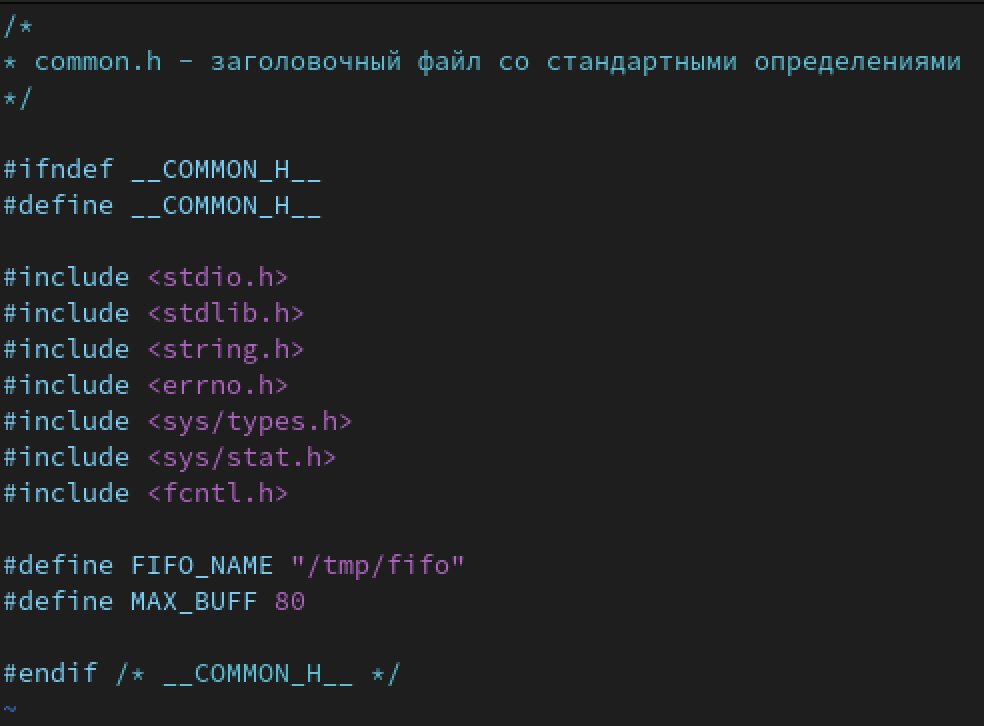 /*
* common.h - заголовочный файл со стандартными определениями
*/
#ifndef __COMMON_H__
#define __COMMON_H__
#include <stdio.h>
#include <stdlib.h>
#include <string.h>
#include <errno.h>
#include <sys/types.h>
#include <sys/stat.h>
#include <fcntl.h>
#define FIFO_NAME "/tmp/fifo"
#define MAX_BUFF 80
#endif /* __COMMON_H__ */
~